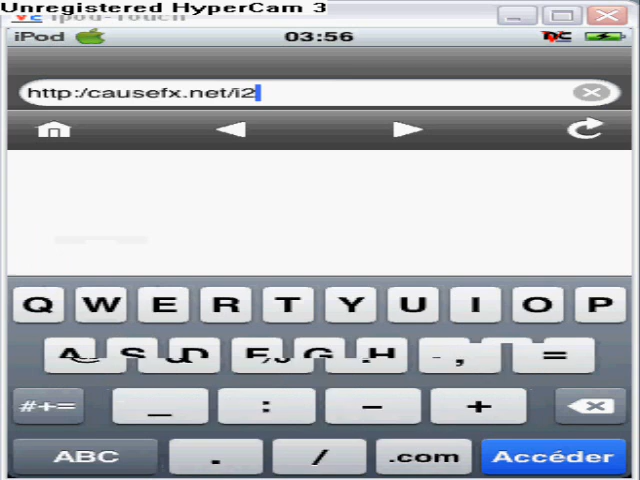 Unregistered HyperCam 3
ipod-touch
iPod 03:56
http:/causefx.net/i2
Q W E R T Y U I O P
A S D F G H , =
#+= _ : - +
ABC . / .com Accéder